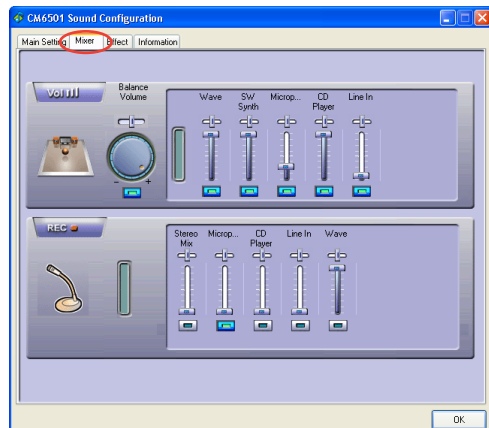 CM6501 Sound Configuration
Main Setting Mixer Effect Information
Vol
Balance
Volume
Wave SW
Synth Microp... CD
Player Line In
- +
REC
Stereo
Mix Microp... CD
Player Line In Wave
OK